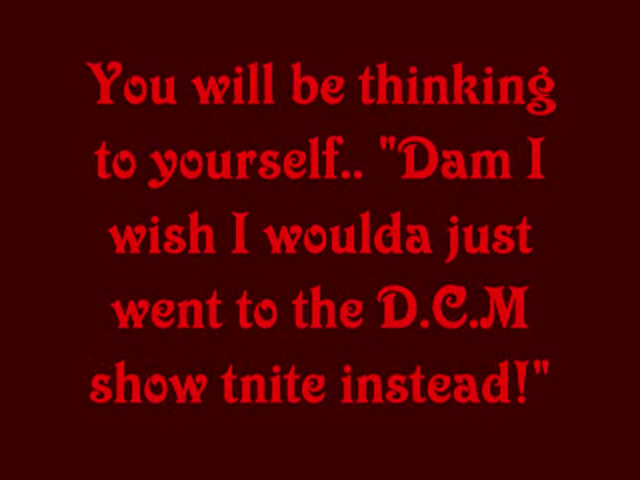 You will be thinking
to yourself.. "Dam I
wish I woulda just
went to the D.C.M
show tnite instead!"